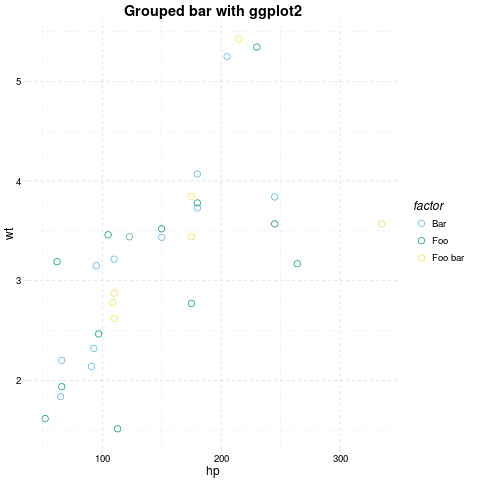 Grouped bar with ggplot2
5
4
3
2
wt
100
200
300
hp
factor
Bar
Foo
Foo bar